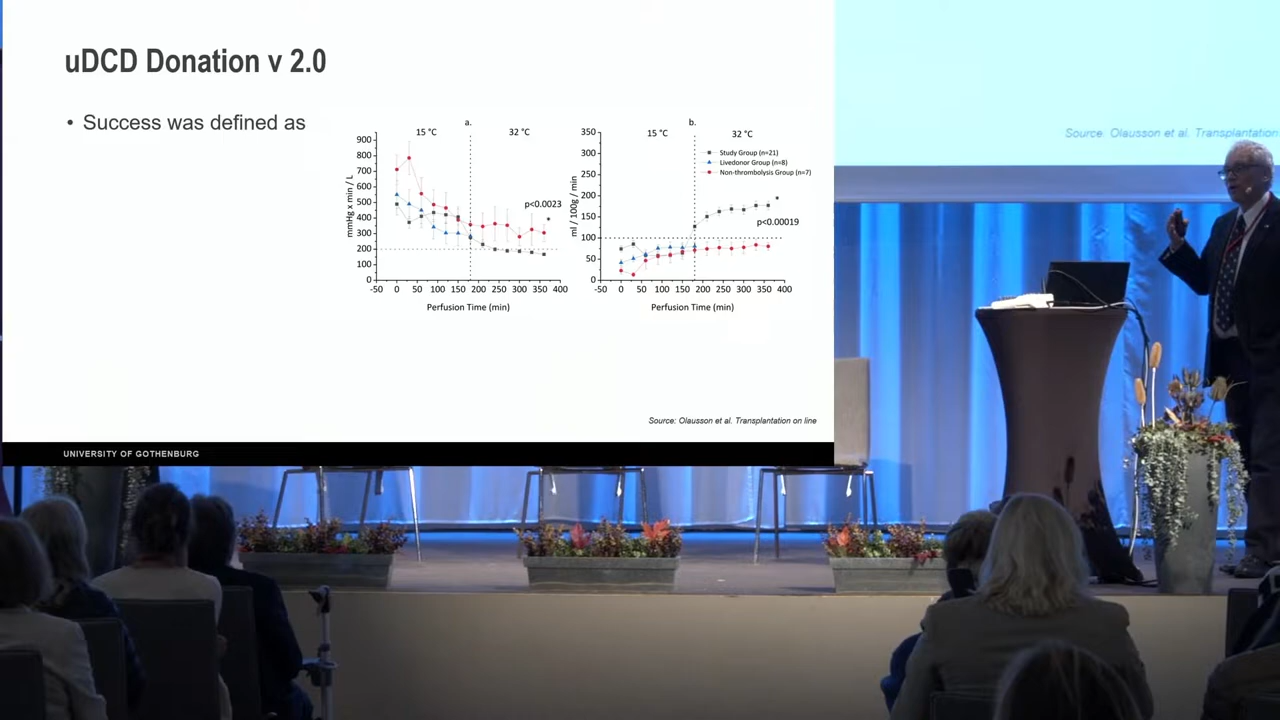 uDCD Donation v 2.0
• Success was defined as
a.
15 °C
32 °C
900
800
700
600
500
400
300
200
100
0
mmHg x min / L
p<0.0023
*
-50 0 50 100 150 200 250 300 350 400
Perfusion Time (min)
b.
15 °C
32 °C
350
300
250
200
150
100
50
0
ml / 100g / min
Study Group (n=21)
Livedonor Group (n=8)
Non-thrombolysis Group (n=7)
*
p<0.00019
-50 0 50 100 150 200 250 300 350 400
Perfusion Time (min)
Source: Olausson et al. Transplantation on line
UNIVERSITY OF GOTHENBURG
Source: Olausson et al. Transplantation